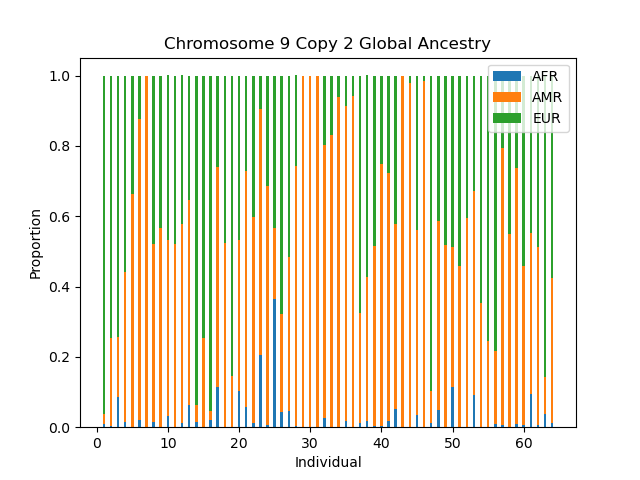 Chromosome 9 Copy 2 Global Ancestry
AFR
AMR
EUR
1.0
0.8
0.6
0.4
0.2
0.0
Proportion
0 10 20 30 40 50 60
Individual